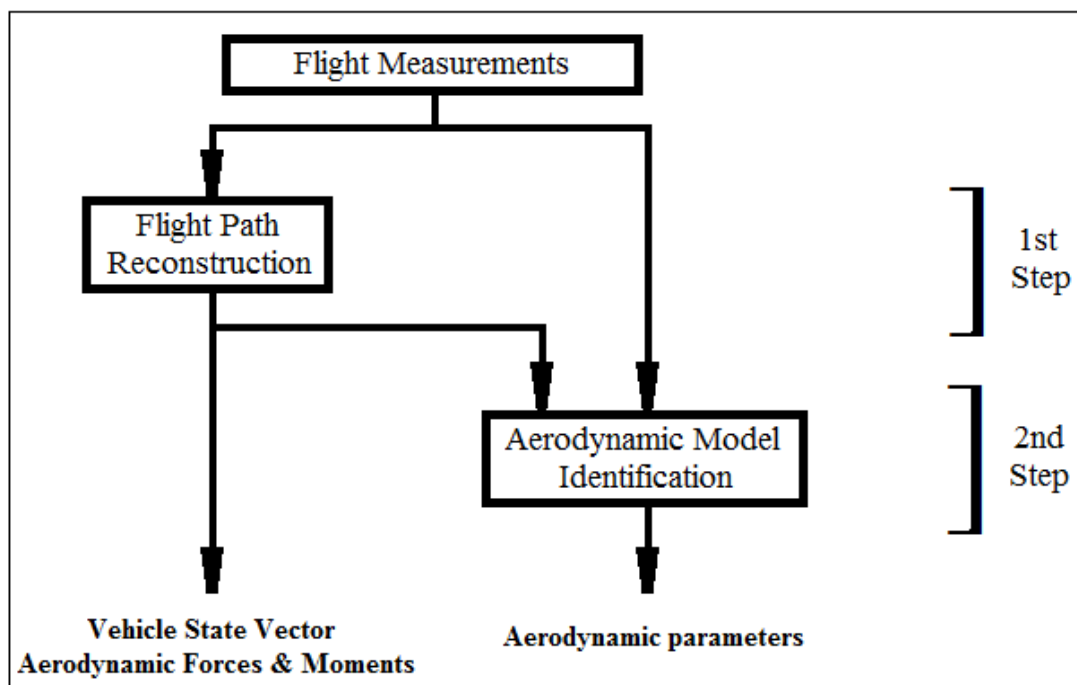 Flight Measurements
Flight Path
Reconstruction
1st
Step
Aerodynamic Model
Identification
2nd
Step
Vehicle State Vector
Aerodynamic Forces & Moments
Aerodynamic parameters